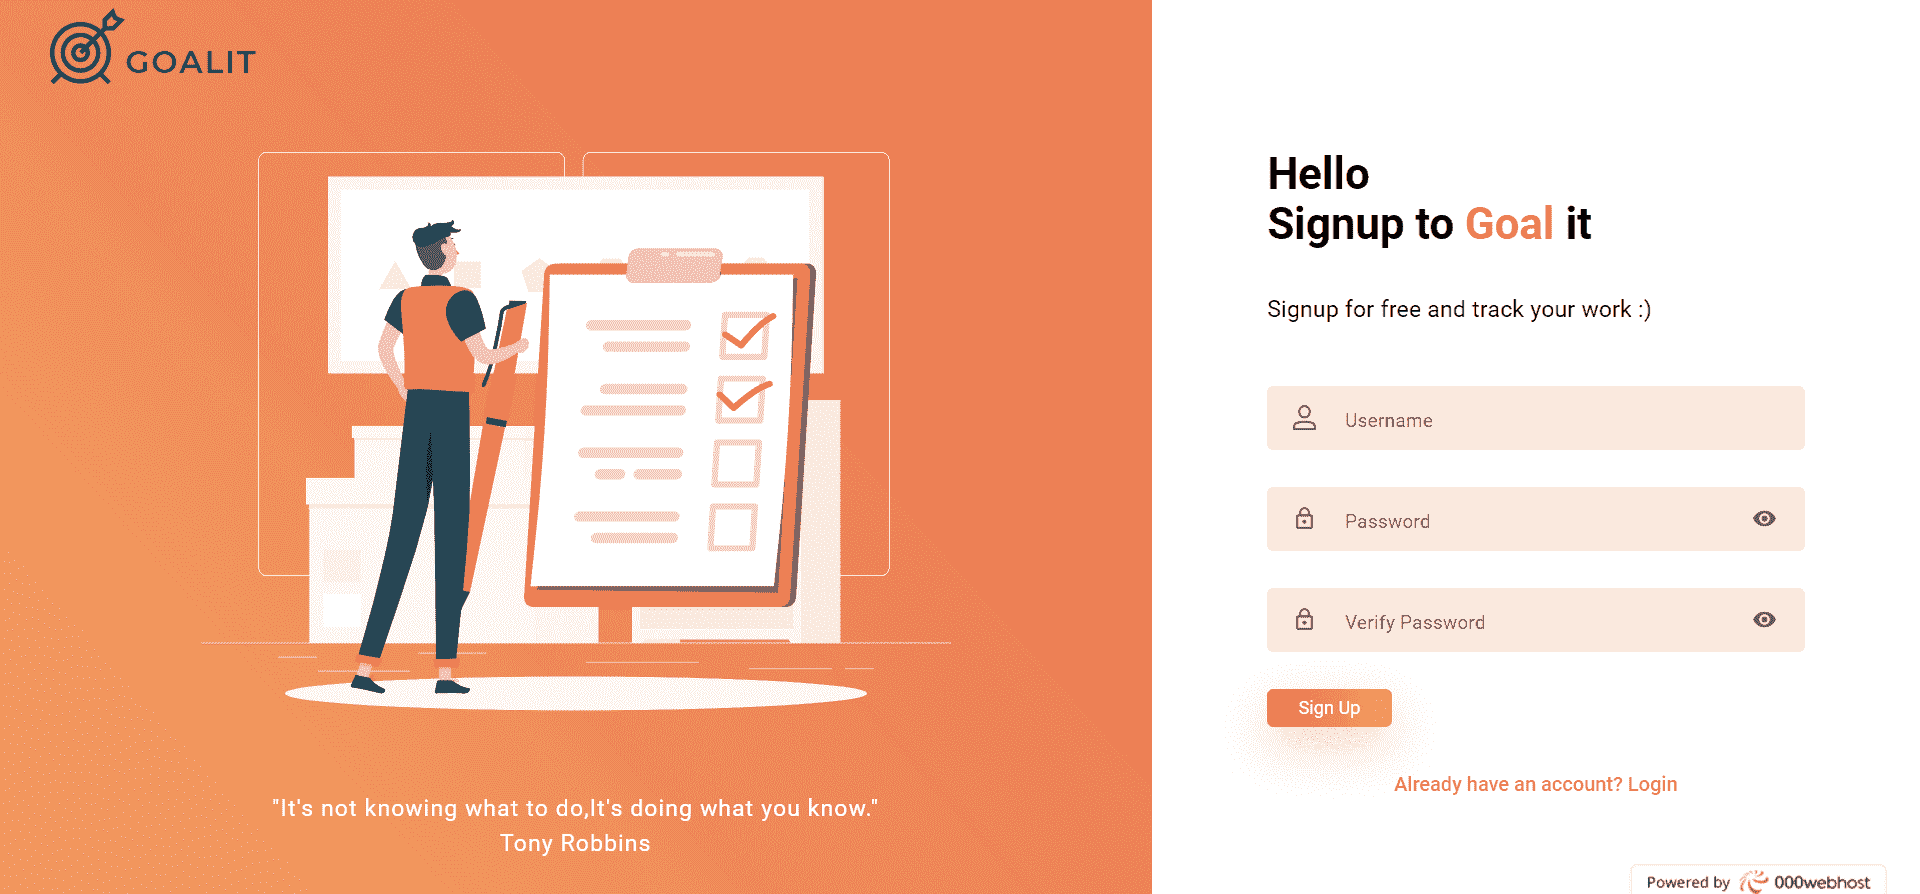 GOALIT
"It's not knowing what to do,It's doing what you know."
Tony Robbins
Hello
Signup to Goal it
Signup for free and track your work :)
Username
Password
Verify Password
Sign Up
Already have an account? Login
Powered by 000webhost